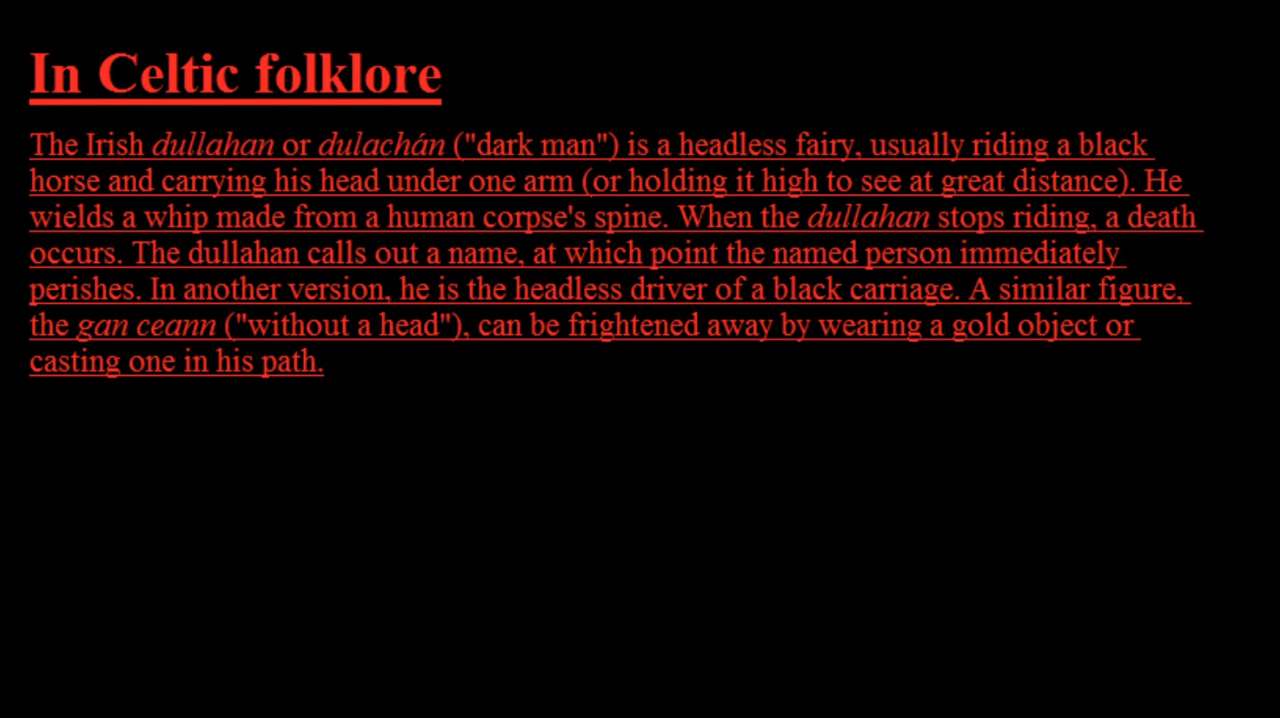 In Celtic folklore
The Irish dullahan or dulachán ("dark man") is a headless fairy, usually riding a black
horse and carrying his head under one arm (or holding it high to see at great distance). He
wields a whip made from a human corpse's spine. When the dullahan stops riding, a death
occurs. The dullahan calls out a name, at which point the named person immediately
perishes. In another version, he is the headless driver of a black carriage. A similar figure,
the gan ceann ("without a head"), can be frightened away by wearing a gold object or
casting one in his path.